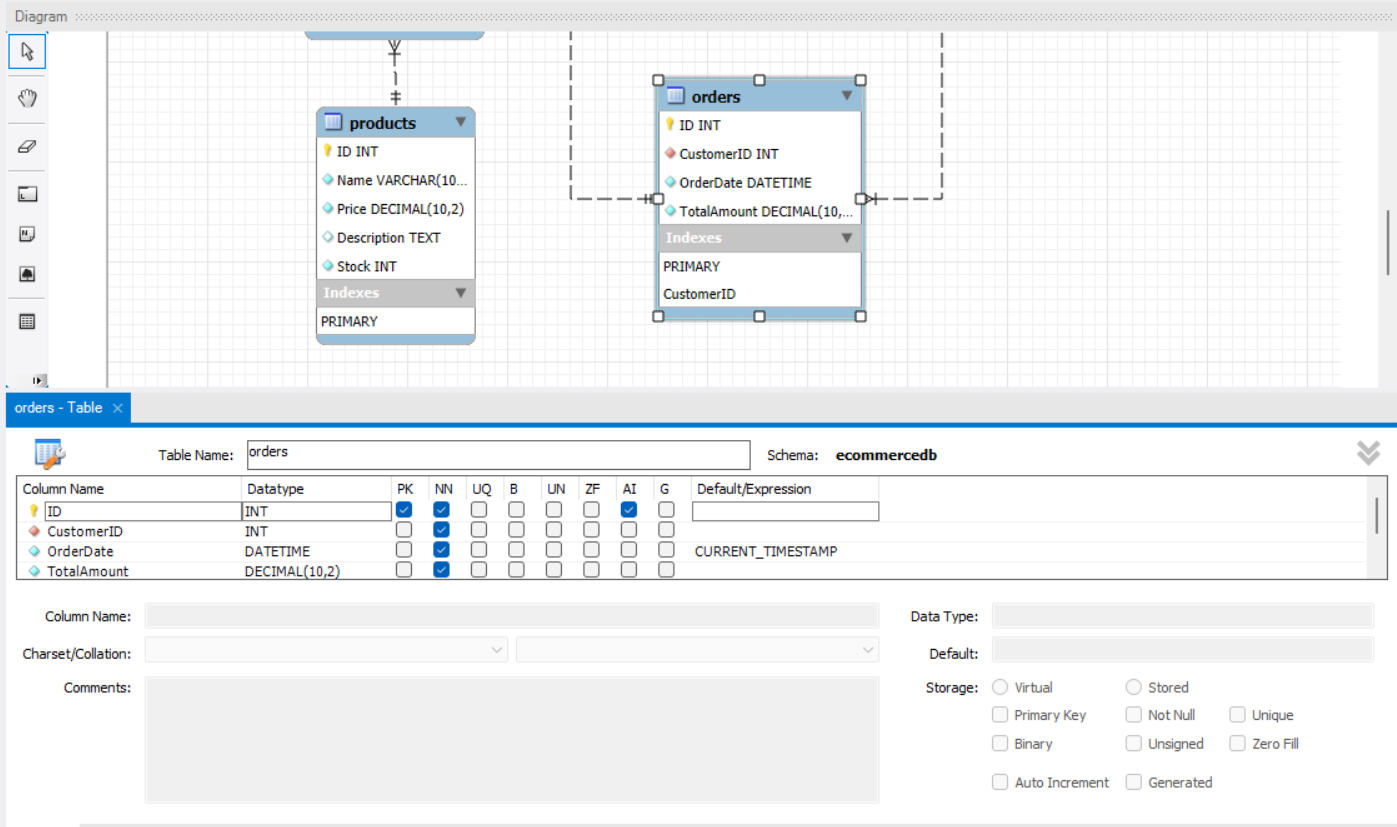 Diagram
products
ID INT
Name VARCHAR(10...
Price DECIMAL(10,2)
Description TEXT
Stock INT
Indexes
PRIMARY
orders
ID INT
CustomerID INT
OrderDate DATETIME
TotalAmount DECIMAL(10,...
Indexes
PRIMARY
CustomerID
orders - Table
Table Name: orders Schema: ecommercedb
Column Name Datatype PK NN UQ B UN ZF AI G Default/Expression
ID INT
CustomerID INT
OrderDate DATETIME CURRENT_TIMESTAMP
TotalAmount DECIMAL(10,2)
Column Name: Data Type:
Charset/Collation: Default:
Comments: Storage: Virtual Stored
Primary Key Not Null Unique
Binary Unsigned Zero Fill
Auto Increment Generated